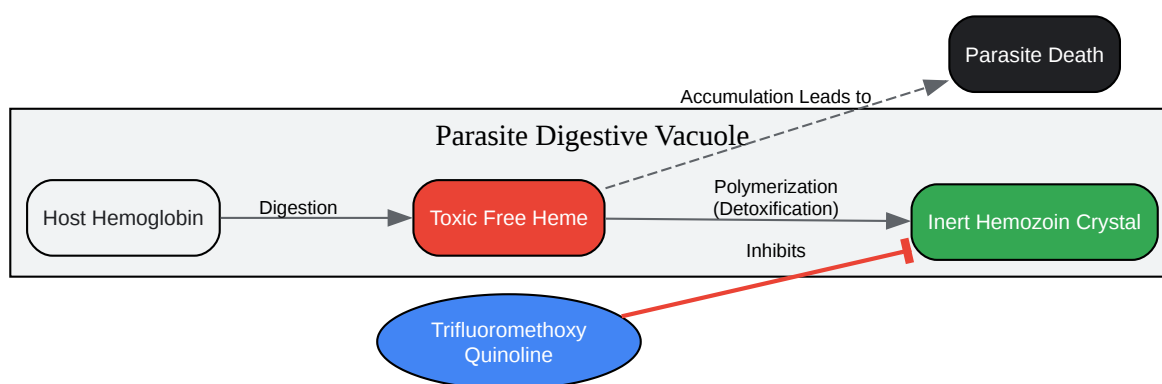 Parasite Death
Accumulation Leads to
Parasite Digestive Vacuole
Host Hemoglobin
Digestion
Toxic Free Heme
Polymerization
(Detoxification)
Inert Hemozoin Crystal
Inhibits
Trifluoromethoxy
Quinoline